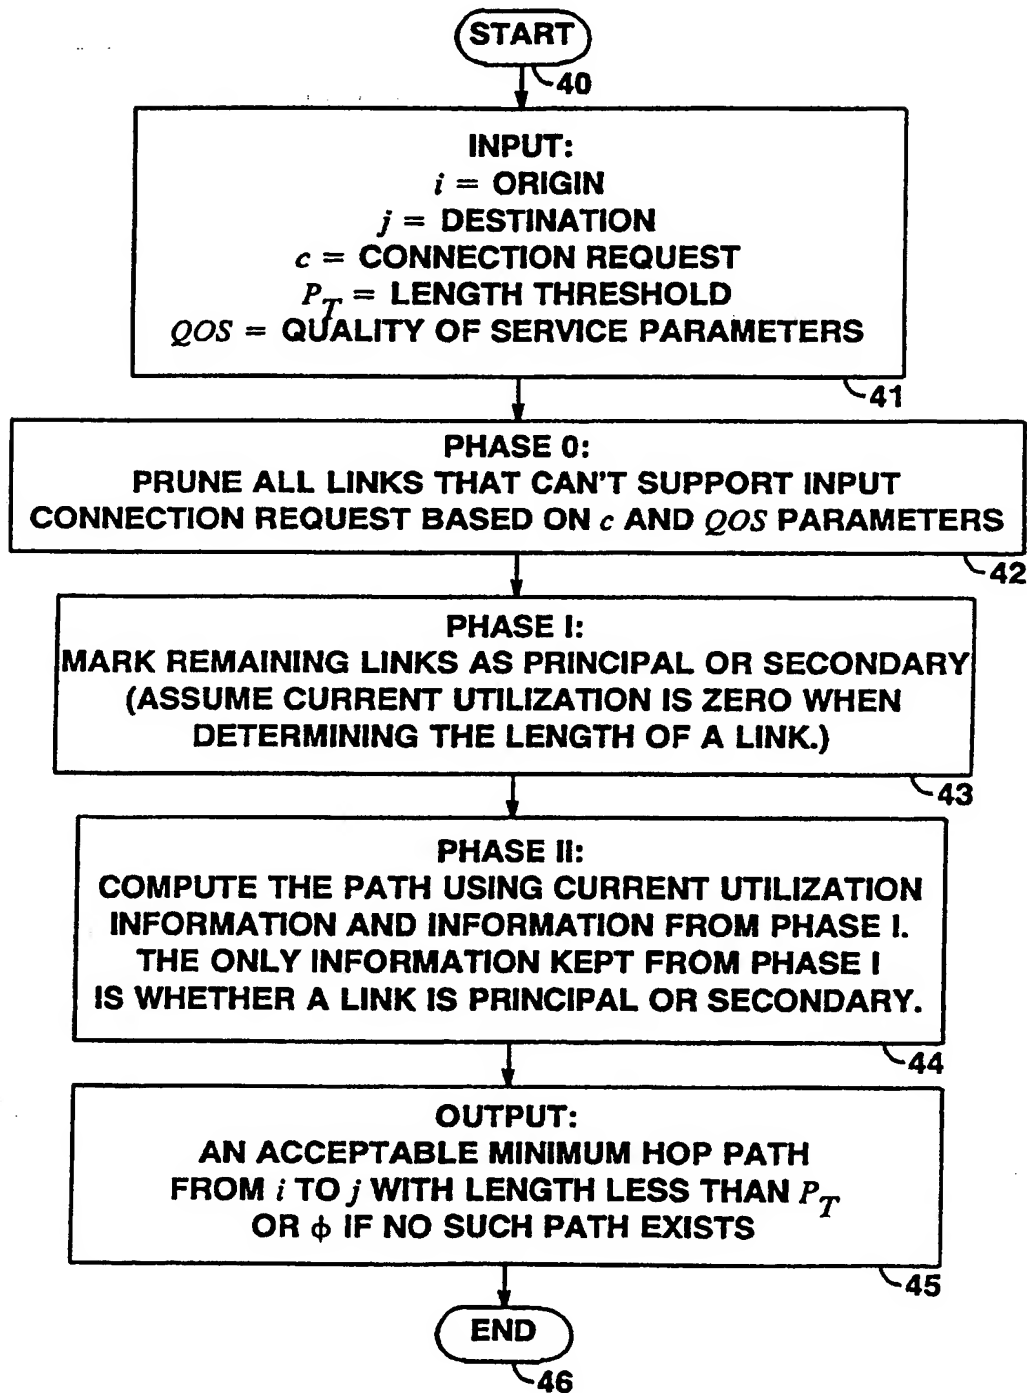 START
40
INPUT:
i = ORIGIN
j = DESTINATION
c = CONNECTION REQUEST
P_T = LENGTH THRESHOLD
QOS = QUALITY OF SERVICE PARAMETERS
41
PHASE 0:
PRUNE ALL LINKS THAT CAN'T SUPPORT INPUT
CONNECTION REQUEST BASED ON c AND QOS PARAMETERS
42
PHASE I:
MARK REMAINING LINKS AS PRINCIPAL OR SECONDARY
(ASSUME CURRENT UTILIZATION IS ZERO WHEN
DETERMINING THE LENGTH OF A LINK.)
43
PHASE II:
COMPUTE THE PATH USING CURRENT UTILIZATION
INFORMATION AND INFORMATION FROM PHASE I.
THE ONLY INFORMATION KEPT FROM PHASE I
IS WHETHER A LINK IS PRINCIPAL OR SECONDARY.
44
OUTPUT:
AN ACCEPTABLE MINIMUM HOP PATH
FROM i TO j WITH LENGTH LESS THAN P_T
OR ϕ IF NO SUCH PATH EXISTS
45
END
46